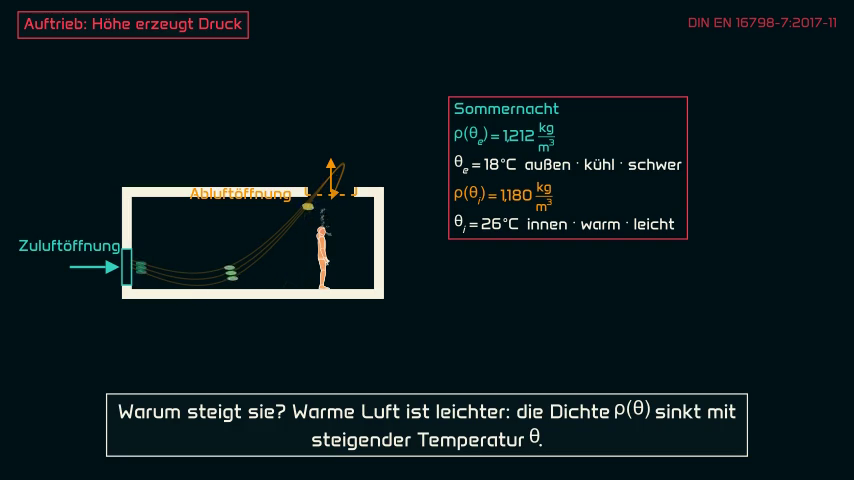 Auftrieb: Höhe erzeugt Druck
DIN EN 16798-7:2017-11
Sommernacht
ρ(θₑ) = 1,212 kg/m³
θₑ = 18°C außen · kühl · schwer
ρ(θᵢ) = 1,180 kg/m³
θᵢ = 26°C innen · warm · leicht
Abluftöffnung
Zuluftöffnung
Warum steigt sie? Warme Luft ist leichter: die Dichte ρ(θ) sinkt mit
steigender Temperatur θ.